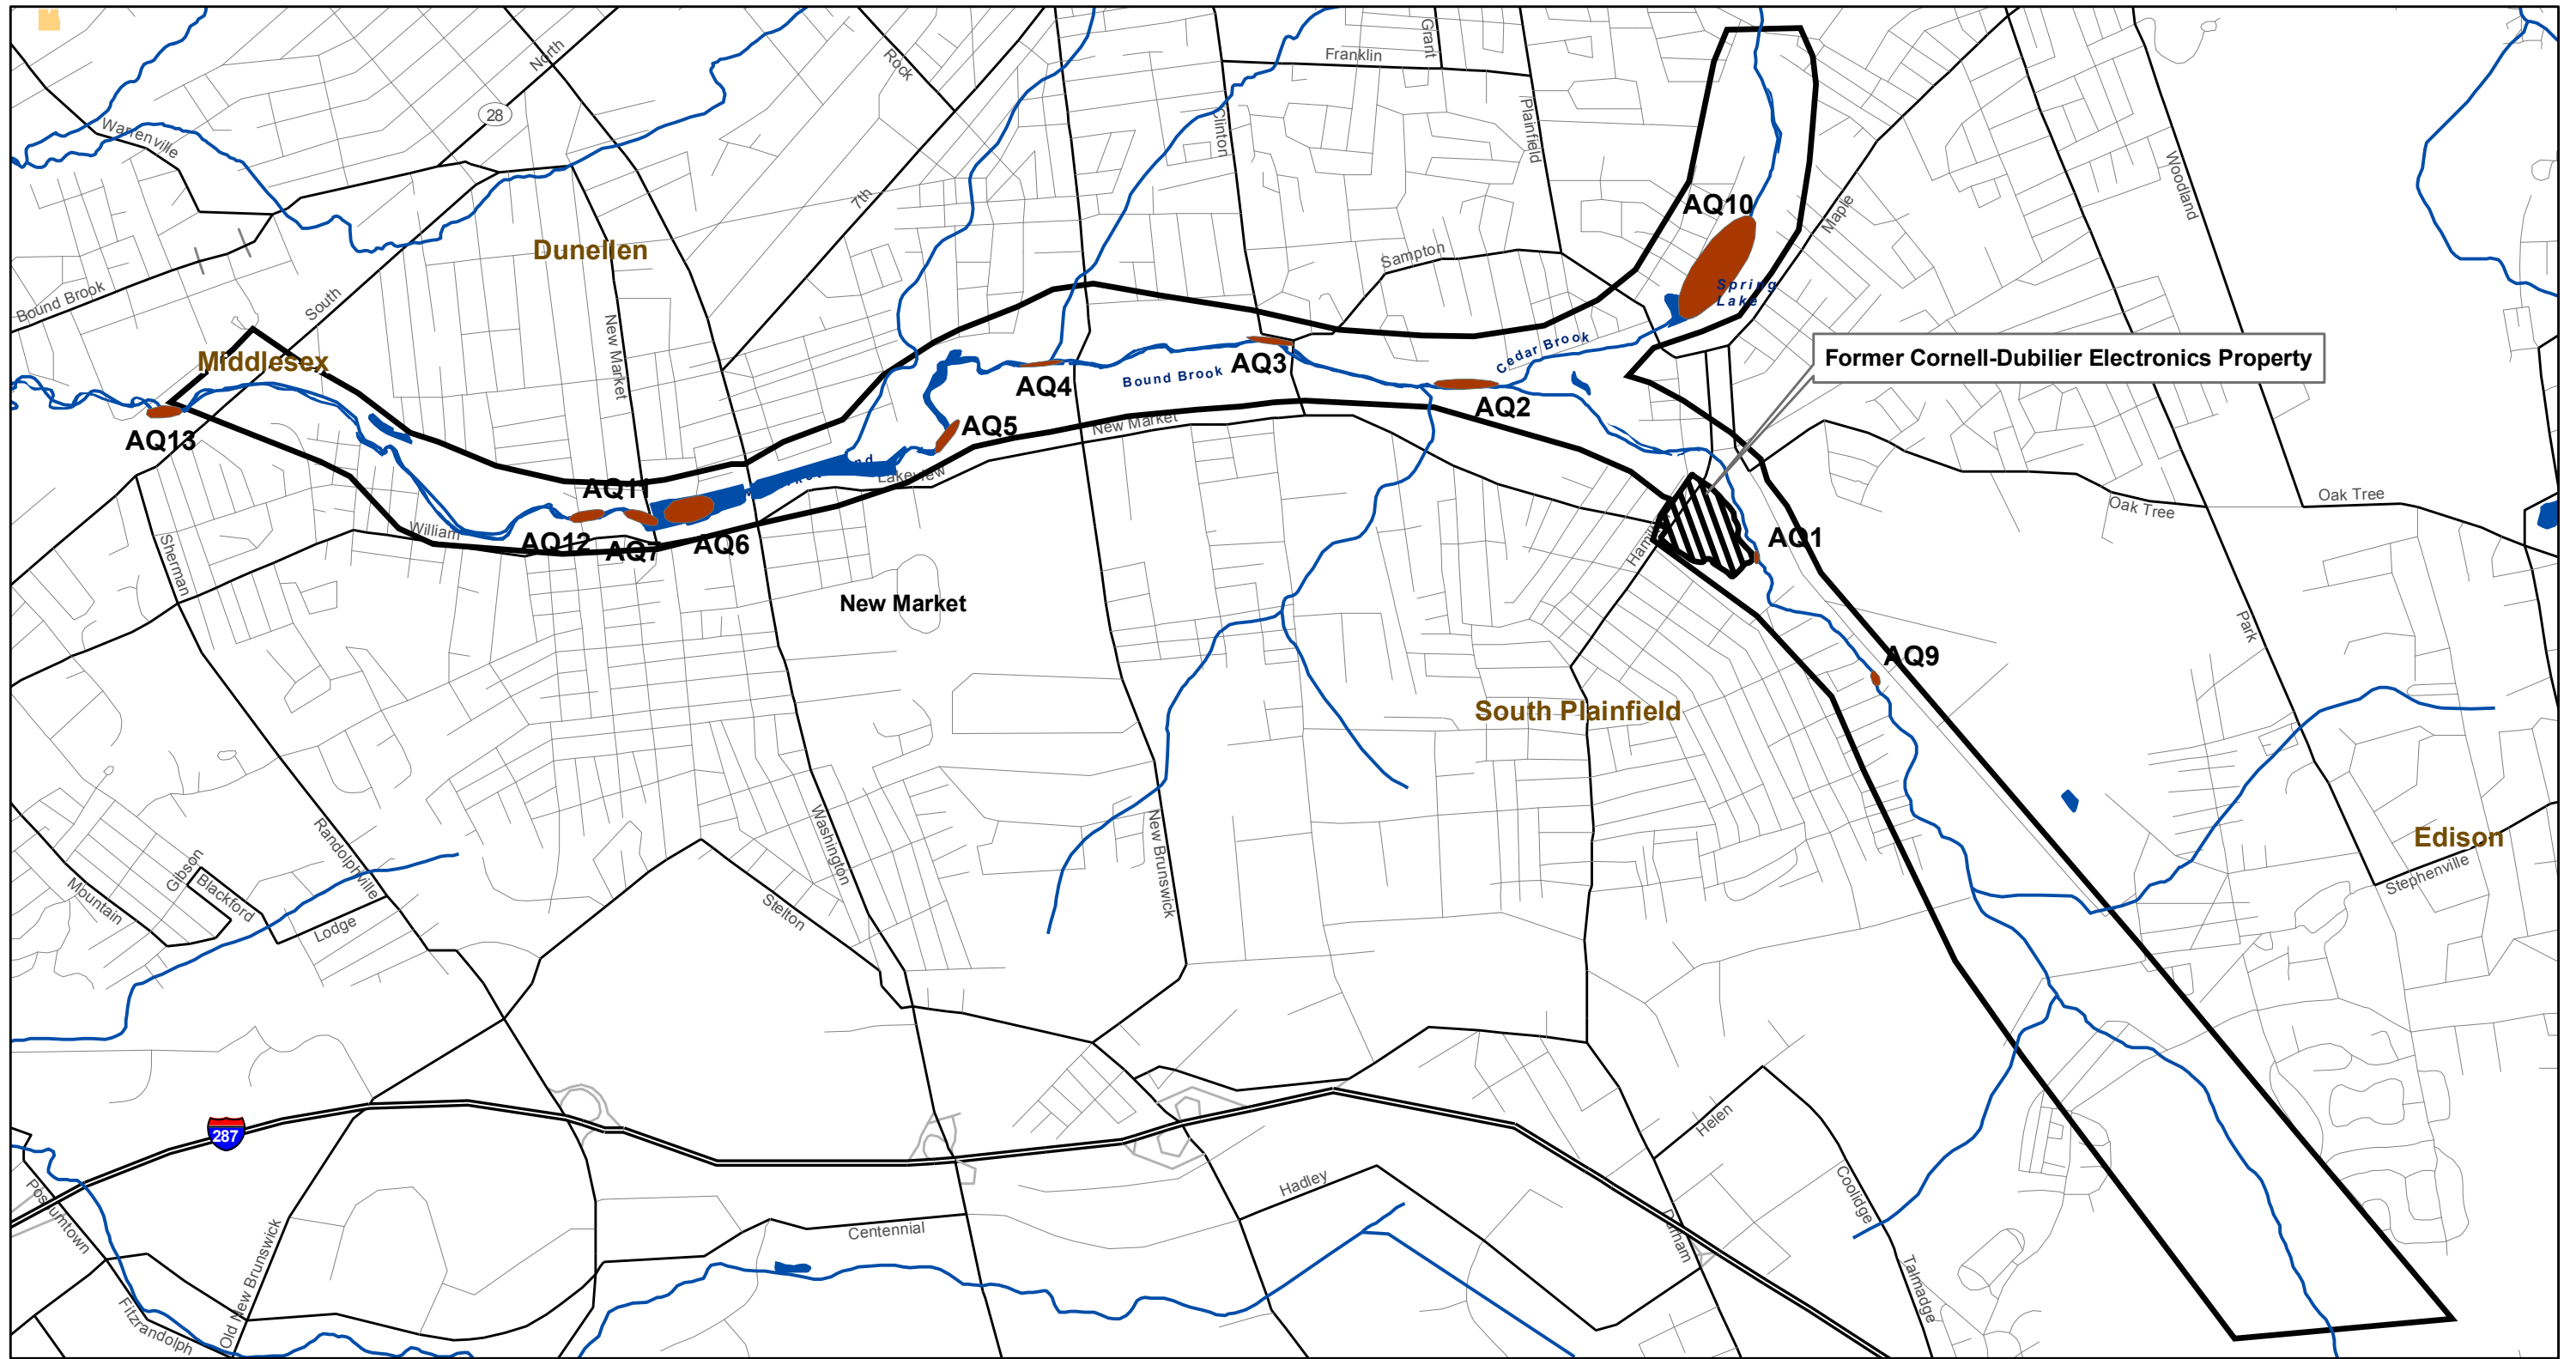 North
Rock
Grant
Franklin
28
Warrenville
Clinton
Plainfield
Woodland
7th
AQ10
Maple
Dunellen
Sampton
Spring
Lake
Bound Brook
South
New Market
Cedar Brook
Former Cornell-Dubilier Electronics Property
Middlesex
AQ3
Bound Brook
AQ4
AQ2
AQ13
AQ5
New Market
Lakeview
AQ11
Oak Tree
Oak Tree
William
AQ12
AQ7
AQ6
AQ1
Sherman
New Market
Park
AQ9
South Plainfield
Edison
Randolphville
Washington
New Brunswick
Gibson
Blackford
Mountain
Lodge
Stelton
Stephenville
287
Helen
Coolidge
Hadley
Centennial
Durham
Old New Brunswick
Talmadge
Fitzrandolph